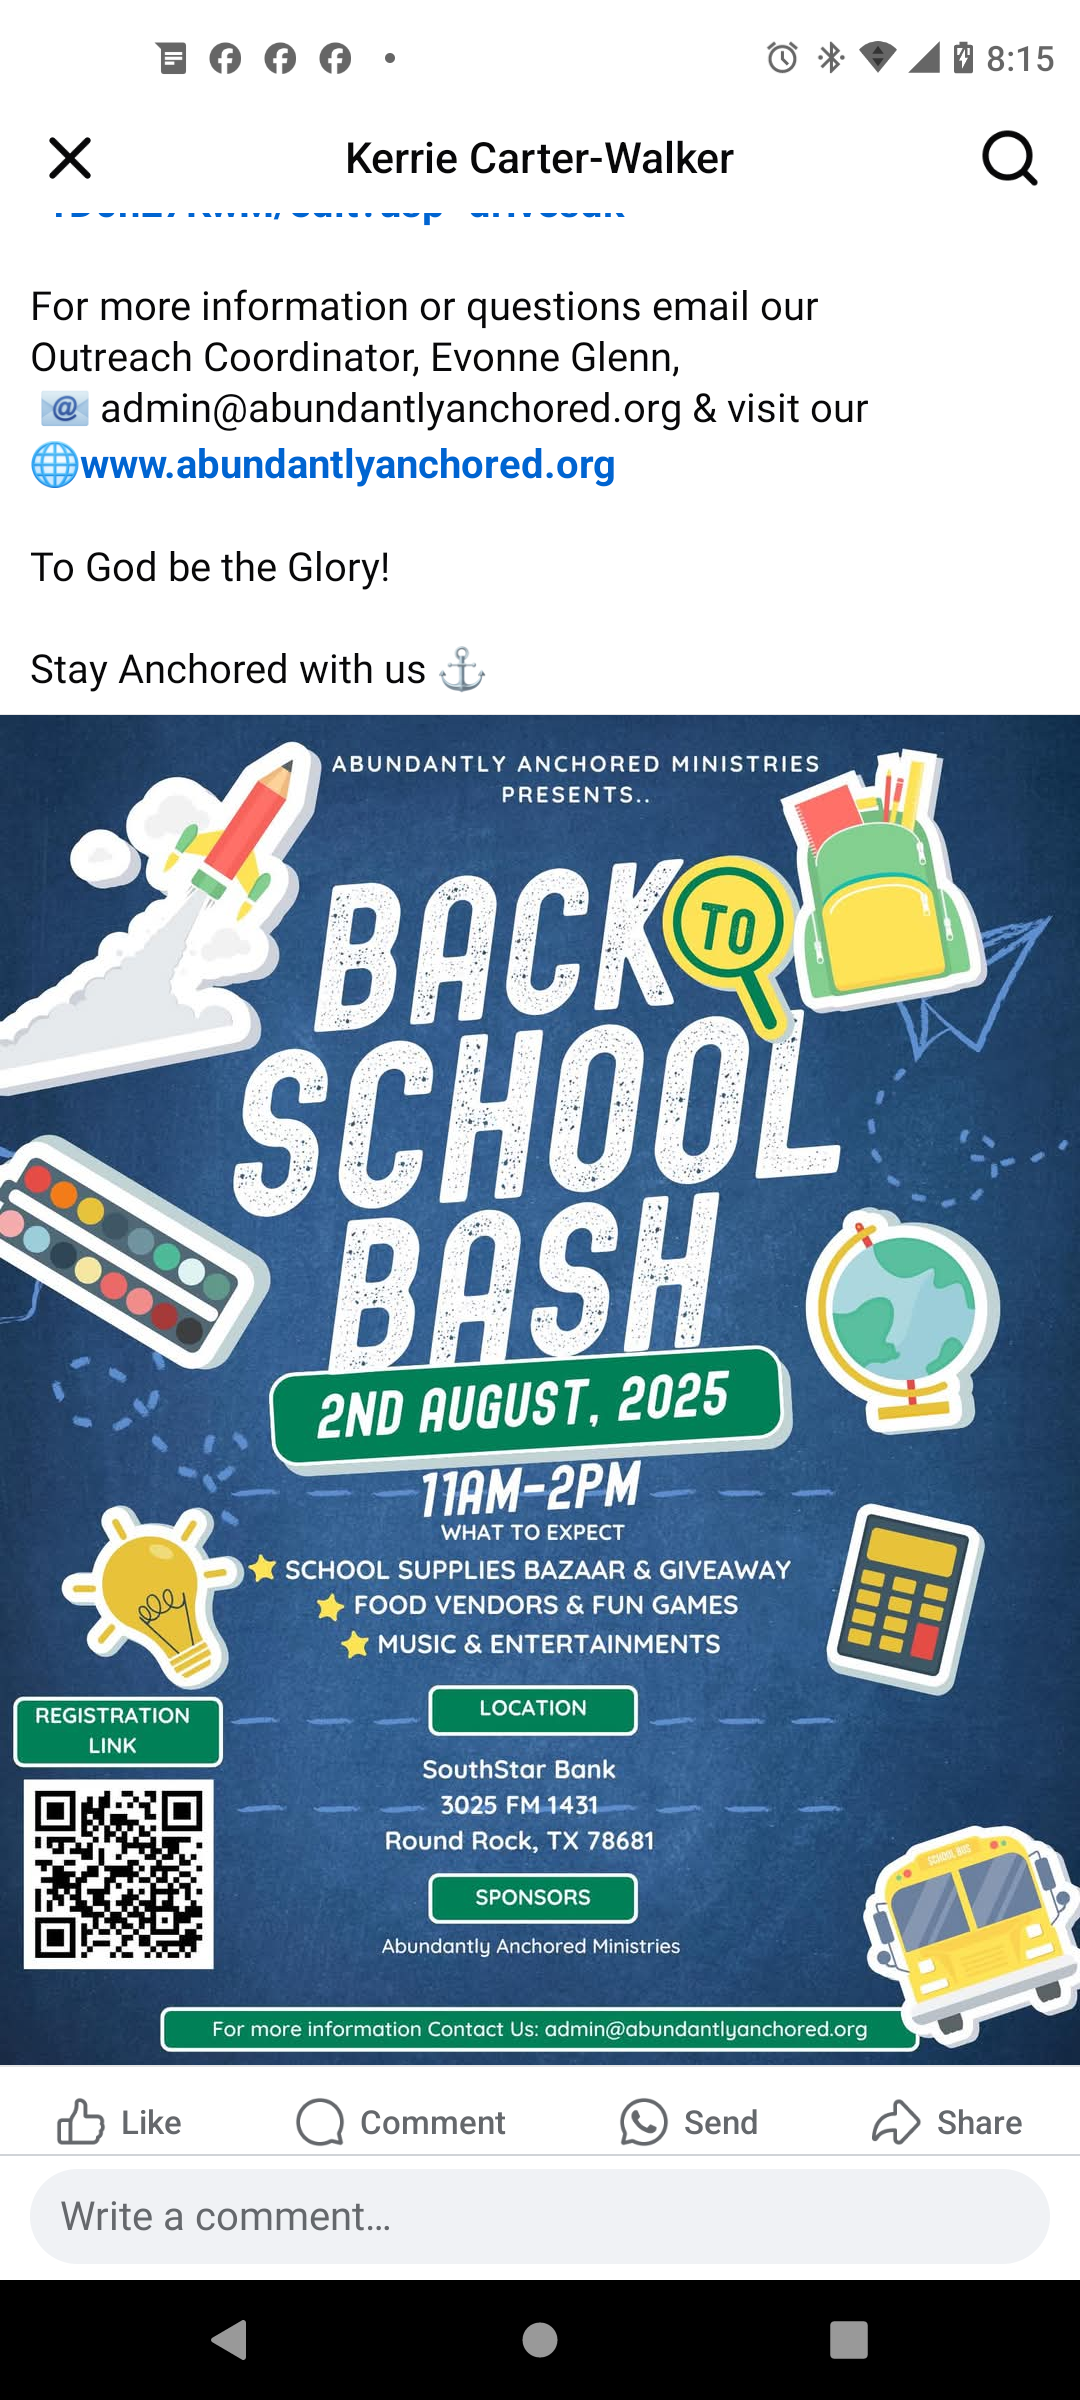 8:15
Kerrie Carter-Walker
For more information or questions email our
Outreach Coordinator, Evonne Glenn,
admin@abundantlyanchored.org & visit our
www.abundantlyanchored.org
To God be the Glory!
Stay Anchored with us
ABUNDANTLY ANCHORED MINISTRIES
PRESENTS..
BACK TO
SCHOOL
BASH
2ND AUGUST, 2025
11AM-2PM
WHAT TO EXPECT
SCHOOL SUPPLIES BAZAAR & GIVEAWAY
FOOD VENDORS & FUN GAMES
MUSIC & ENTERTAINMENTS
REGISTRATION
LINK
LOCATION
SouthStar Bank
3025 FM 1431
Round Rock, TX 78681
SPONSORS
Abundantly Anchored Ministries
SCHOOL BUS
For more information Contact Us: admin@abundantlyanchored.org
Like Comment Send Share
Write a comment...